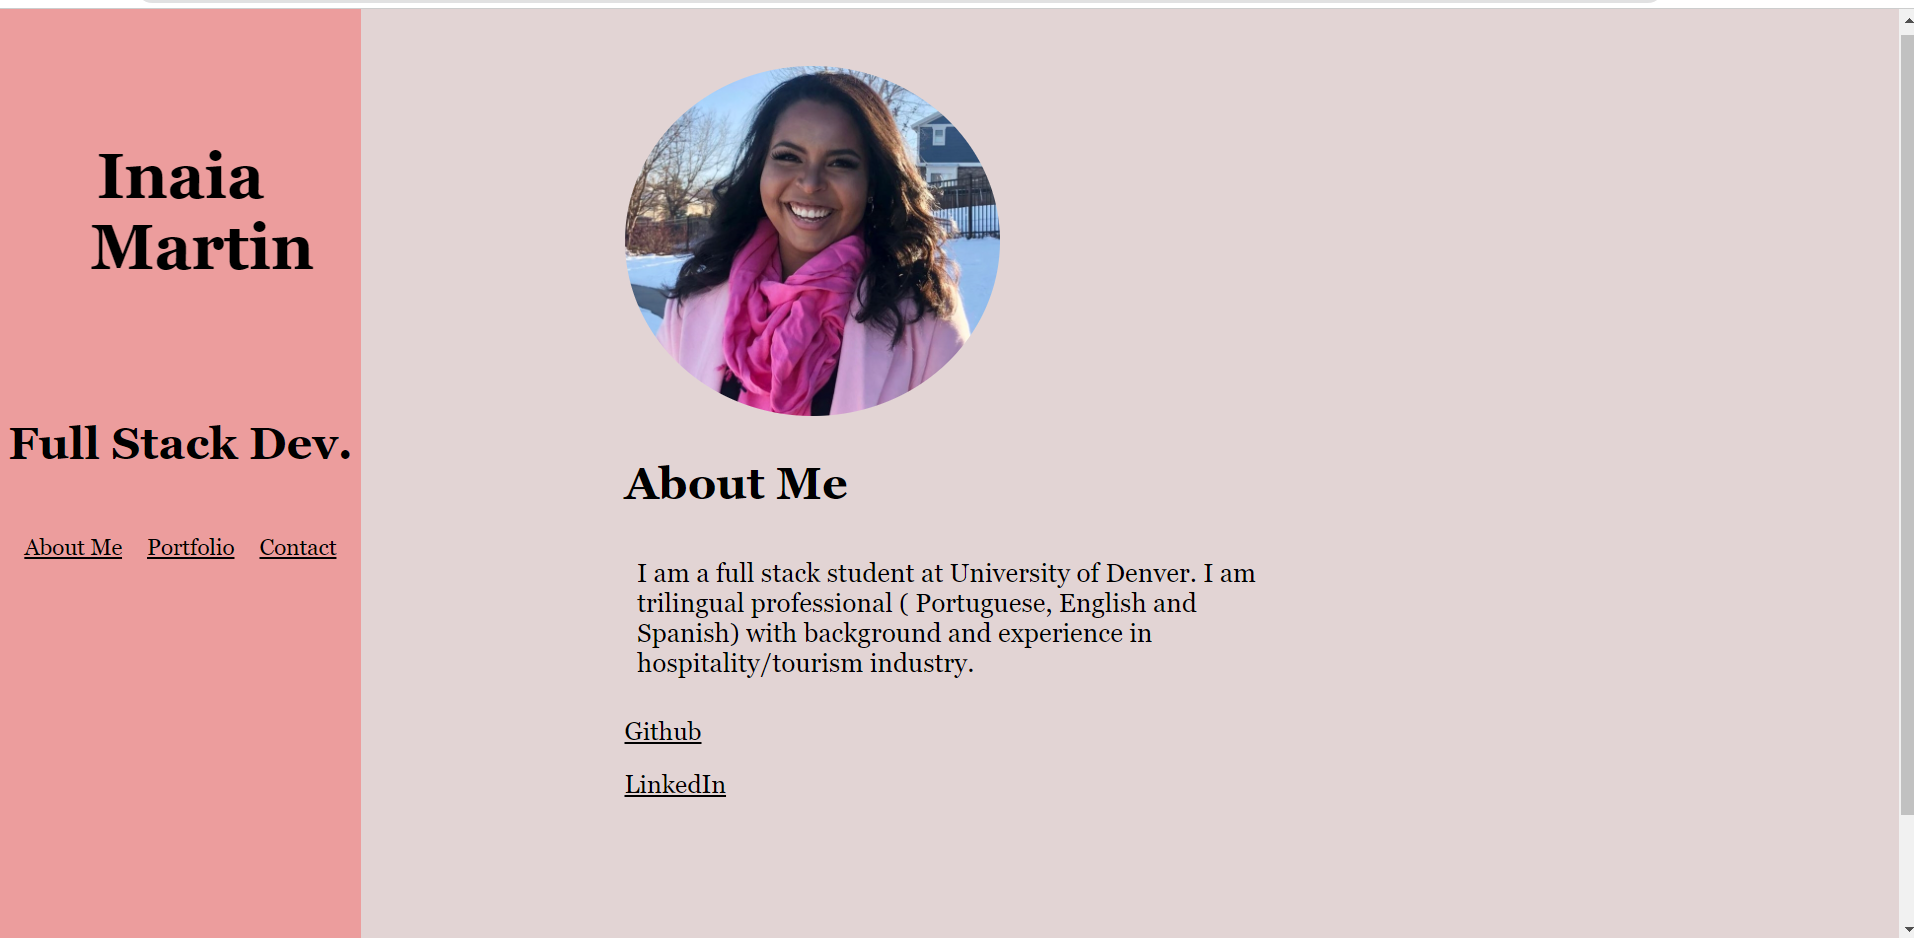 Inaia
Martin
Full Stack Dev.
About Me Portfolio Contact
About Me
I am a full stack student at University of Denver. I am
trilingual professional ( Portuguese, English and
Spanish) with background and experience in
hospitality/tourism industry.
Github
LinkedIn